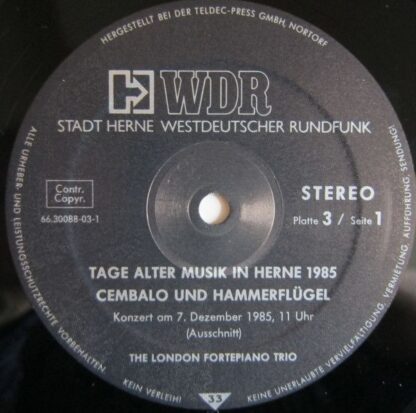 HERGESTELLT BEI DER TELDEC-PRESS GMBH, NORTORF
WDR
STADT HERNE WESTDEUTSCHER RUNDFUNK
Contr.
Copyr.
66.30088-03-1
STEREO
Platte 3 / Seite 1
TAGE ALTER MUSIK IN HERNE 1985
CEMBALO UND HAMMERFLÜGEL
Konzert am 7. Dezember 1985, 11 Uhr
(Ausschnitt)
THE LONDON FORTEPIANO TRIO
ALLE URHEBER- UND LEISTUNGSSCHUTZRECHTE VORBEHALTEN
KEIN VERLEIH!
33
KEINE UNERLAUBTE VERVIELFÄLTIGUNG, VERMIETUNG, AUFFÜHRUNG, SENDUNG!